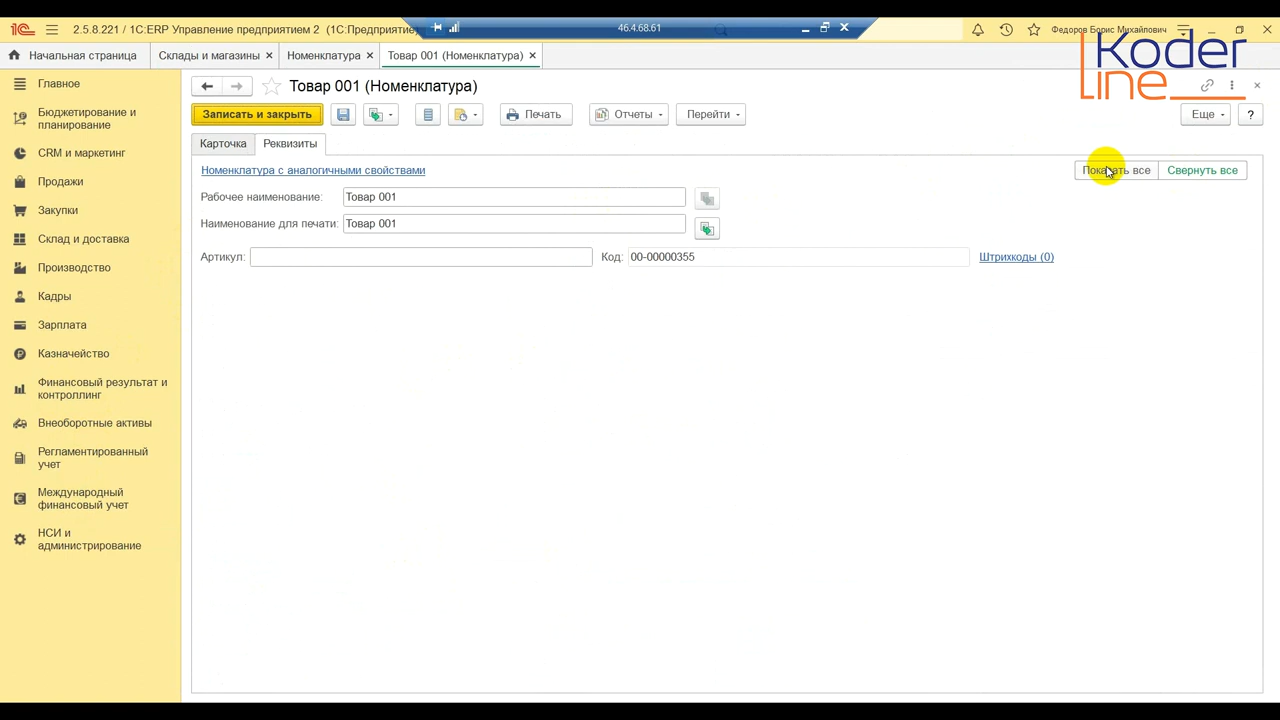 2.5.8.221 / 1С:ERP Управление предприятием 2 (1С:Предприятие)
46.4.68.61
Федоров Борис Михайлович
Koder line
Начальная страница
Склады и магазины
Номенклатура
Товар 001 (Номенклатура)
Главное
Бюджетирование и
планирование
CRM и маркетинг
Продажи
Закупки
Склад и доставка
Производство
Кадры
Зарплата
Казначейство
Финансовый результат и
контроллинг
Внеоборотные активы
Регламентированный
учет
Международный
финансовый учет
НСИ и
администрирование
Товар 001 (Номенклатура)
Записать и закрыть
Печать
Отчеты
Перейти
Еще
?
Карточка
Реквизиты
Номенклатура с аналогичными свойствами
Показать все
Свернуть все
Рабочее наименование: Товар 001
Наименование для печати: Товар 001
Артикул:
Код: 00-00000355
Штрихкоды (0)